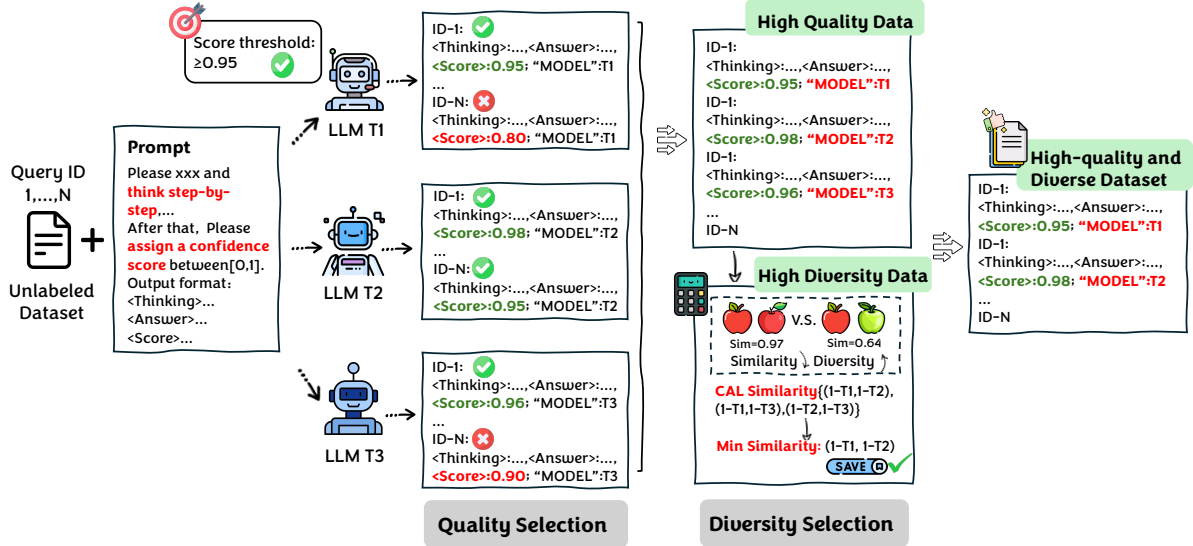 Score threshold:
≥0.95
LLM T1
Query ID
1,...,N
Unlabeled
Dataset
Prompt
Please xxx and
think step-by-
step,...
After that, Please
assign a confidence
score between[0,1].
Output format:
<Thinking>...
<Answer>...
<Score>...
LLM T2
LLM T3
ID-1:
<Thinking>:...,<Answer>:...,
<Score>:0.95; “MODEL”:T1
...
ID-N:
<Thinking>:...,<Answer>:...,
<Score>:0.80; “MODEL”:T1
ID-1:
<Thinking>:...,<Answer>:...,
<Score>:0.98; “MODEL”:T2
...
ID-N:
<Thinking>:...,<Answer>:...,
<Score>:0.95; “MODEL”:T2
ID-1:
<Thinking>:...,<Answer>:...,
<Score>:0.96; “MODEL”:T3
...
ID-N:
<Thinking>:...,<Answer>:...,
<Score>:0.90; “MODEL”:T3
Quality Selection
High Quality Data
ID-1:
<Thinking>:...,<Answer>:...,
<Score>:0.95; “MODEL”:T1
ID-1:
<Thinking>:...,<Answer>:...,
<Score>:0.98; “MODEL”:T2
ID-1:
<Thinking>:...,<Answer>:...,
<Score>:0.96; “MODEL”:T3
...
ID-N
High Diversity Data
V.S.
Sim=0.97 Sim=0.64
Similarity Diversity
CAL Similarity{(1-T1,1-T2),
(1-T1,1-T3),(1-T2,1-T3)}
Min Similarity: (1-T1, 1-T2)
SAVE
Diversity Selection
High-quality and
Diverse Dataset
ID-1:
<Thinking>:...,<Answer>:...,
<Score>:0.95; “MODEL”:T1
ID-1:
<Thinking>:...,<Answer>:...,
<Score>:0.98; “MODEL”:T2
...
ID-N